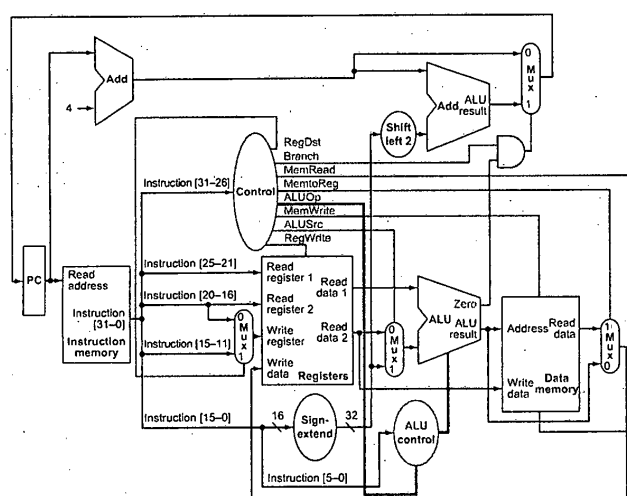 Add
4
0
M
u
x
1
Add
ALU
result
Shift
left 2
RegDst
Branch
MemRead
MemtoReg
ALUOp
MemWrite
ALUSrc
RegWrite
Control
Instruction [31–26]
Instruction [25–21]
Instruction [20–16]
Instruction [15–11]
Instruction [15–0]
PC
Read
address
Instruction
[31–0]
Instruction
memory
0
M
u
x
1
Read
register 1
Read
register 2
Write
register
Write
data
Read
data 1
Read
data 2
Registers
0
M
u
x
1
Zero
ALU
ALU
result
Address
Read
data
Write
data
Data
memory
1
M
u
x
0
16
Sign-
extend
32
ALU
control
Instruction [5–0]